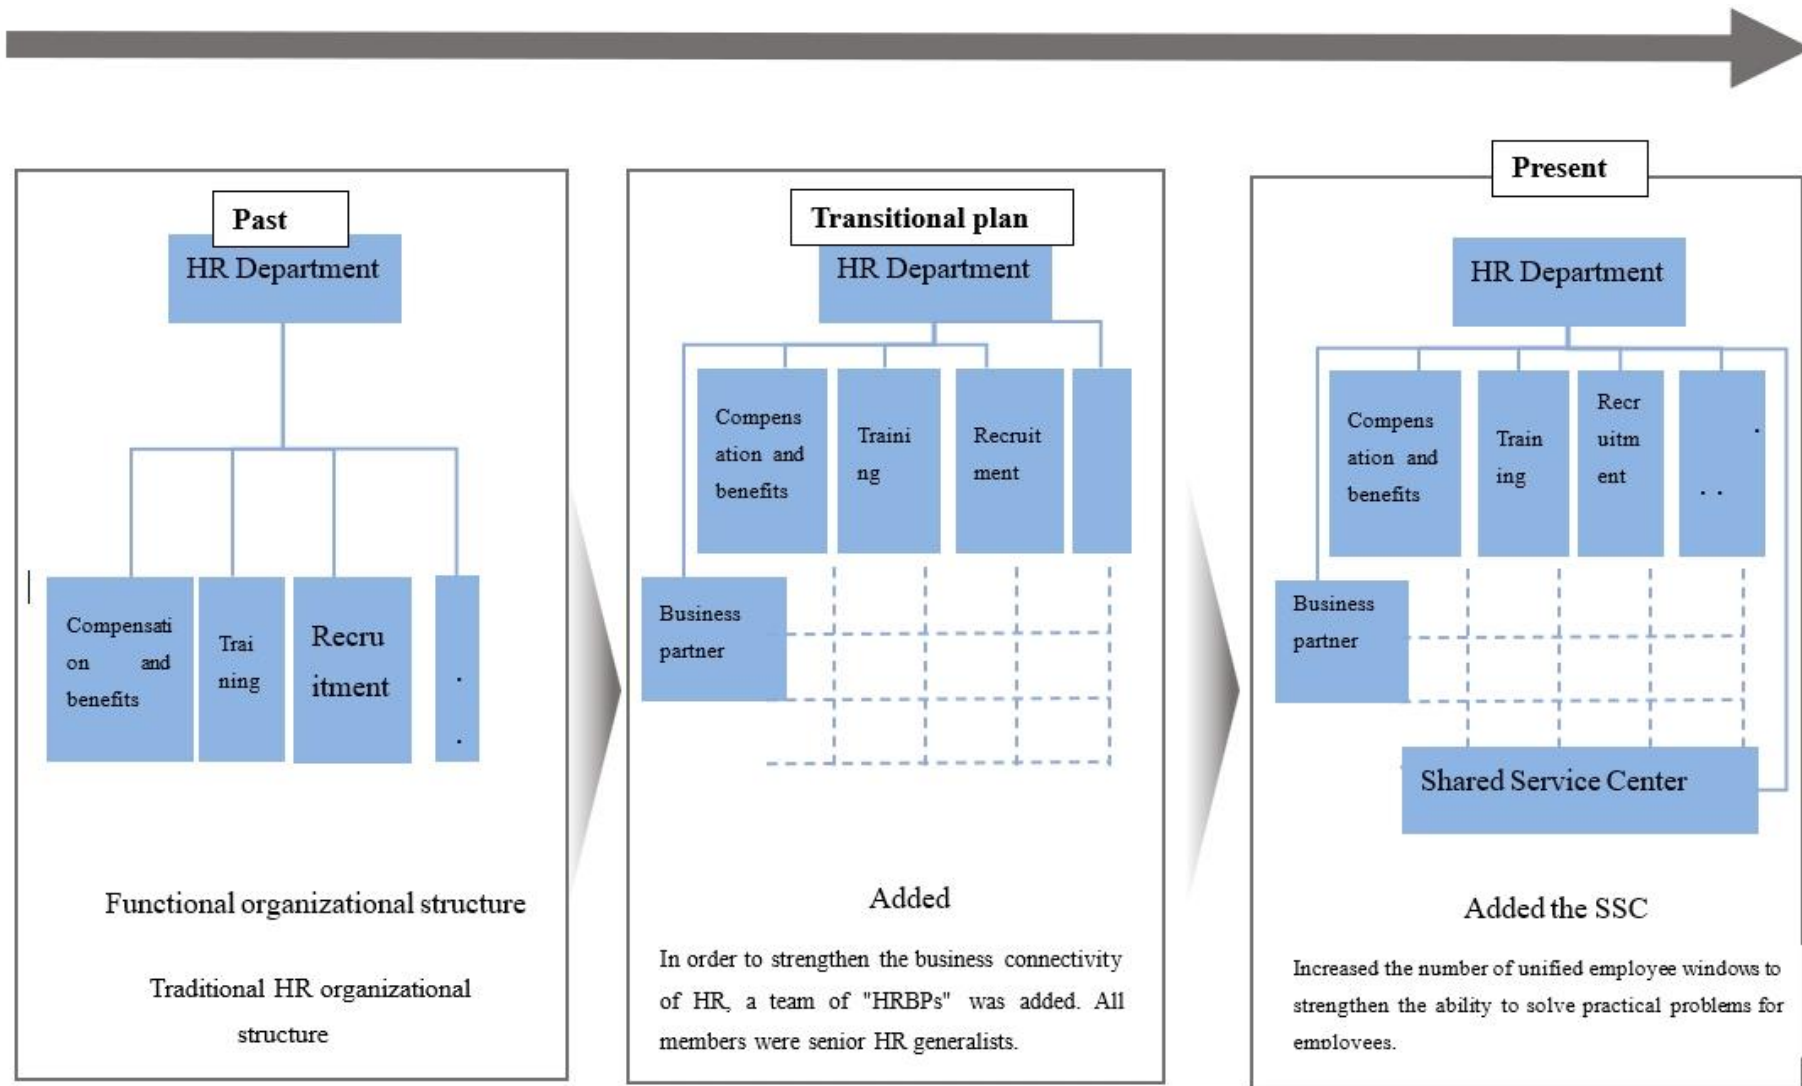 Past
HR Department
Compensati
on and
benefits
Trai
ning
Recru
itment
.
.
Functional organizational structure
Traditional HR organizational
structure
Transitional plan
HR Department
Compens
ation and
benefits
Traini
ng
Recruit
ment
Business
partner
Added
In order to strengthen the business connectivity
of HR, a team of "HRBPs" was added. All
members were senior HR generalists.
Present
HR Department
Compens
ation and
benefits
Train
ing
Recr
uitm
ent
.
. .
Business
partner
Shared Service Center
Added the SSC
Increased the number of unified employee windows to
strengthen the ability to solve practical problems for
employees.